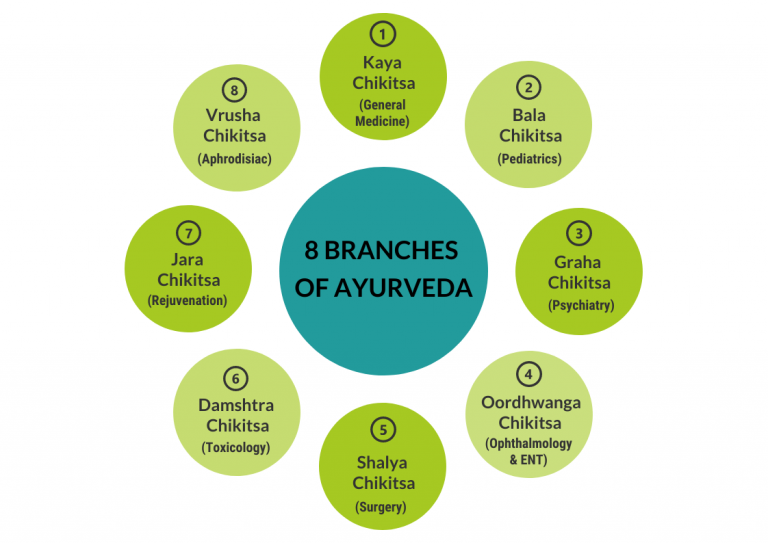 8 BRANCHES
OF AYURVEDA
1
Kaya
Chikitsa
(General
Medicine)
2
Bala
Chikitsa
(Pediatrics)
3
Graha
Chikitsa
(Psychiatry)
4
Oordhwanga
Chikitsa
(Ophthalmology
& ENT)
5
Shalya
Chikitsa
(Surgery)
6
Damshtra
Chikitsa
(Toxicology)
7
Jara
Chikitsa
(Rejuvenation)
8
Vrusha
Chikitsa
(Aphrodisiac)